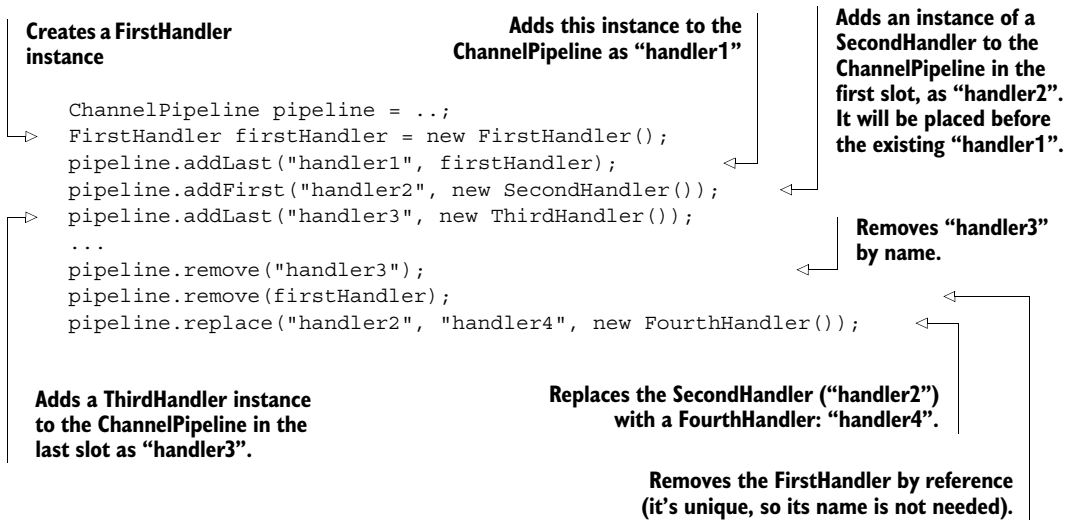 Creates a FirstHandler
instance
Adds this instance to the
ChannelPipeline as “handler1”
Adds an instance of a
SecondHandler to the
ChannelPipeline in the
first slot, as “handler2”.
It will be placed before
the existing “handler1”.
ChannelPipeline pipeline = ..;
FirstHandler firstHandler = new FirstHandler();
pipeline.addLast("handler1", firstHandler);
pipeline.addFirst("handler2", new SecondHandler());
pipeline.addLast("handler3", new ThirdHandler());
...
pipeline.remove("handler3");
pipeline.remove(firstHandler);
pipeline.replace("handler2", "handler4", new FourthHandler());
Removes “handler3”
by name.
Adds a ThirdHandler instance
to the ChannelPipeline in the
last slot as “handler3”.
Replaces the SecondHandler (“handler2”)
with a FourthHandler: “handler4”.
Removes the FirstHandler by reference
(it's unique, so its name is not needed).